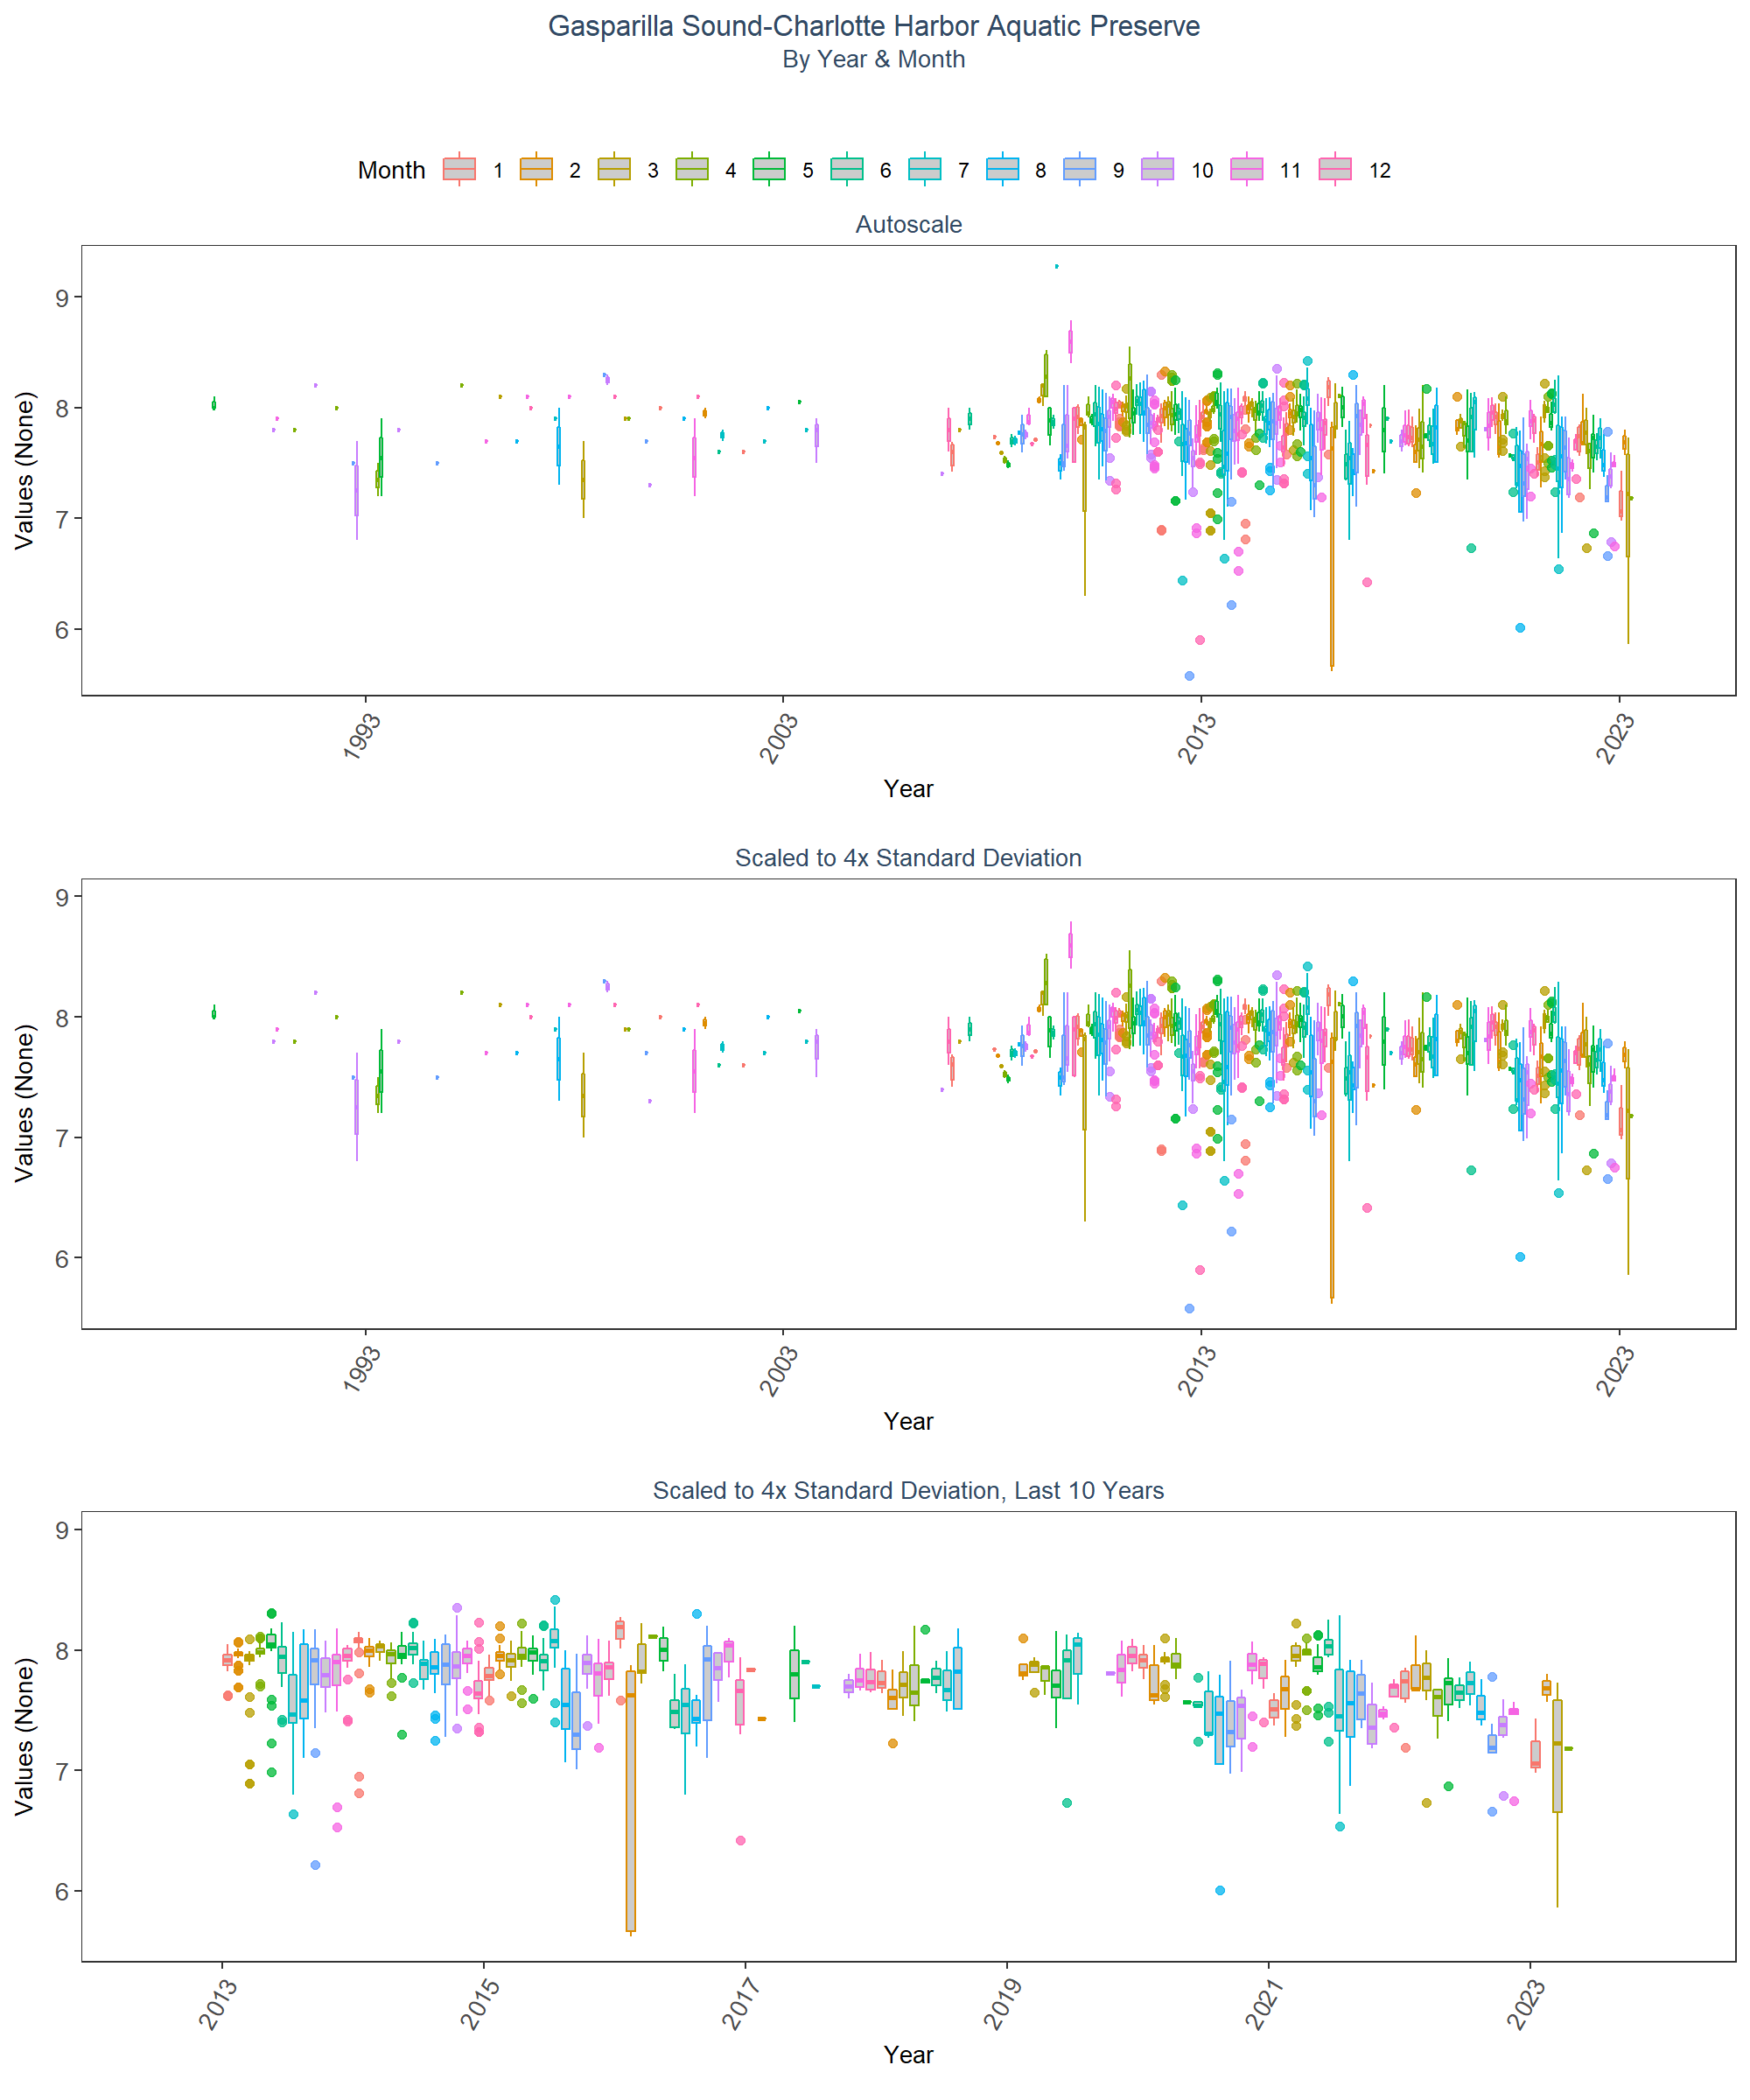 Gasparilla Sound-Charlotte Harbor Aquatic Preserve
By Year & Month
Month 1 2 3 4 5 6 7 8 9 10 11 12
Autoscale
Values (None)
9
8
7
6
1993 2003 2013 2023
Year
Scaled to 4x Standard Deviation
Values (None)
9
8
7
6
1993 2003 2013 2023
Year
Scaled to 4x Standard Deviation, Last 10 Years
Values (None)
9
8
7
6
2013 2015 2017 2019 2021 2023
Year